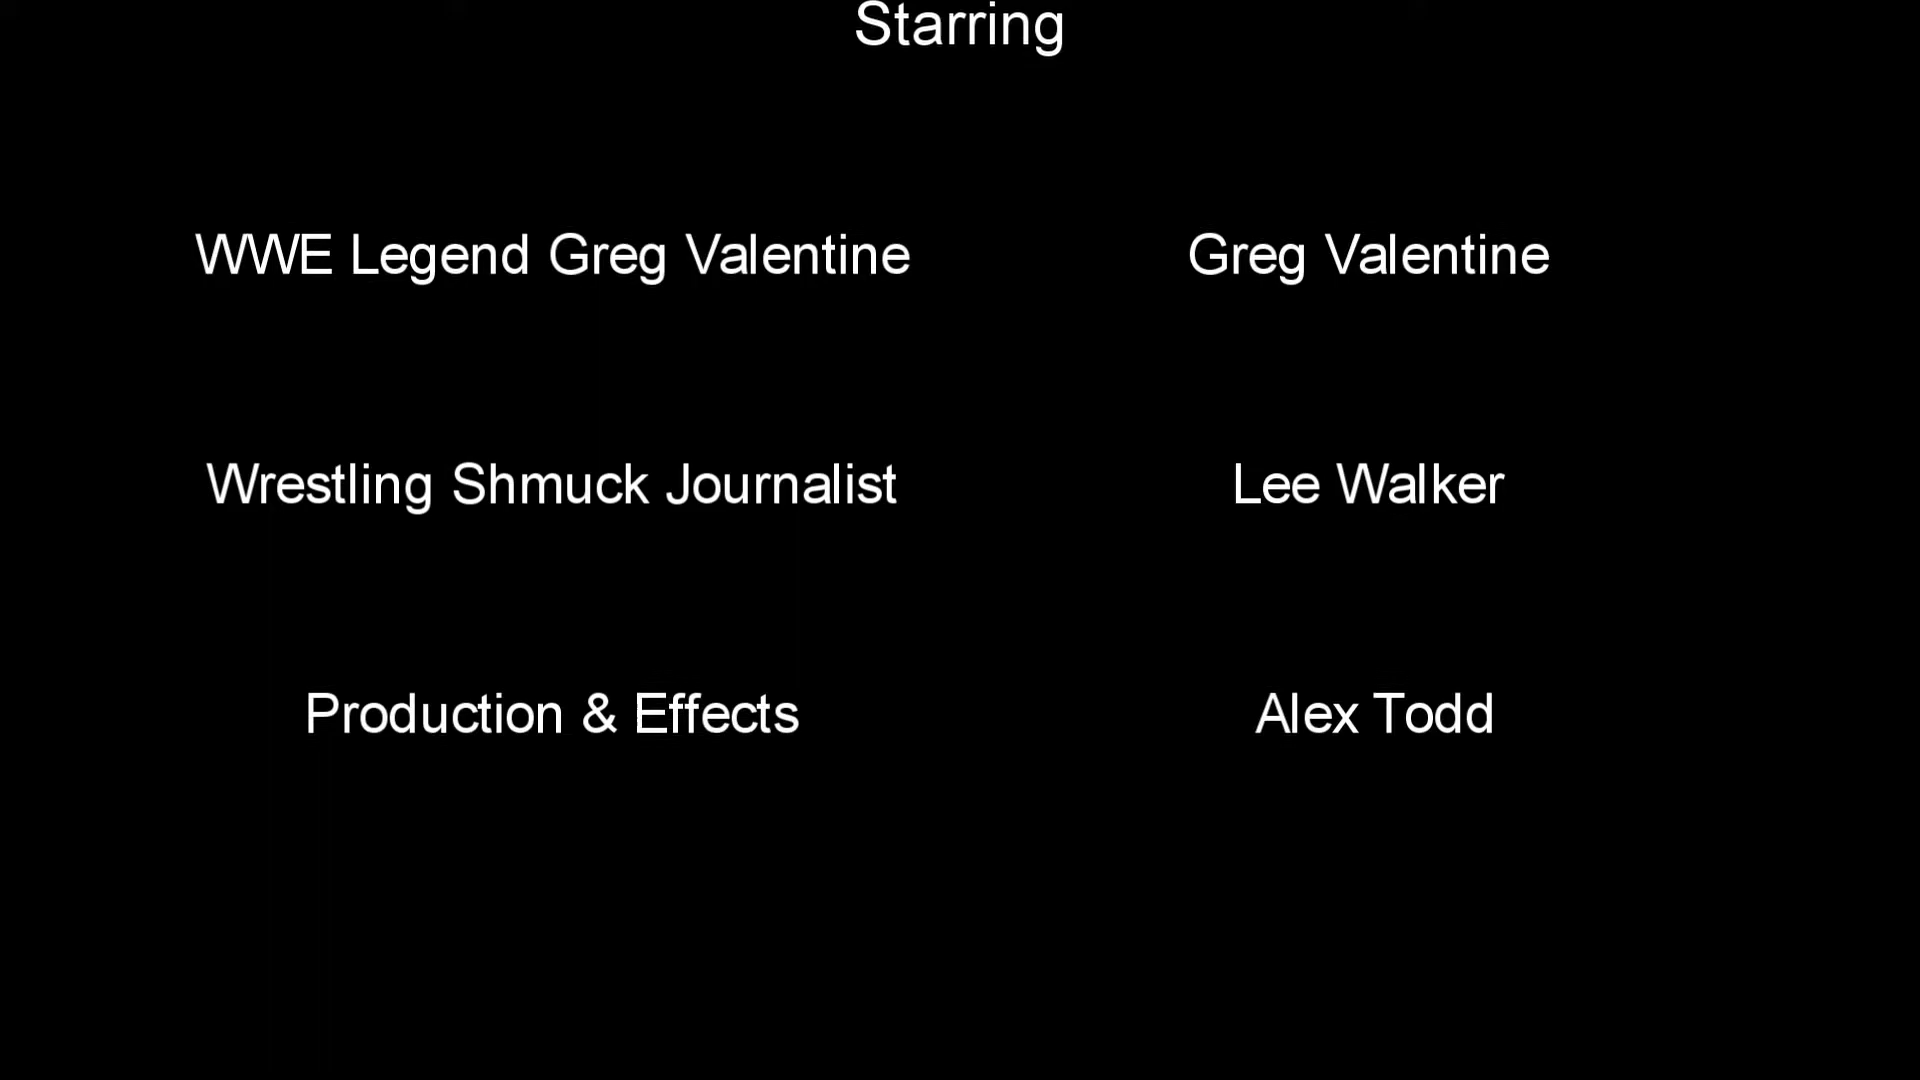 Starring
WWE Legend Greg Valentine Greg Valentine
Wrestling Shmuck Journalist Lee Walker
Production & Effects Alex Todd